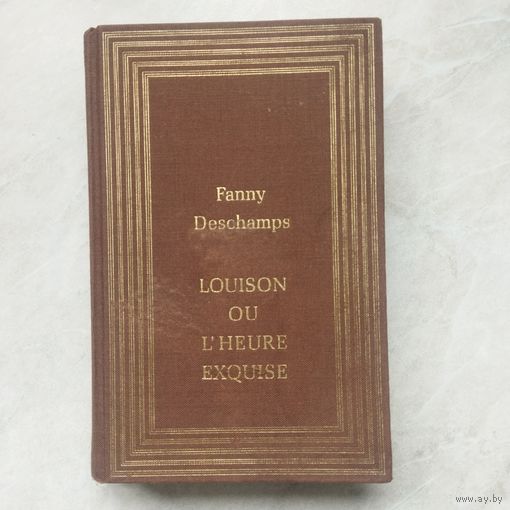 Fanny
Deschamps
LOUISON
OU
L'HEURE
EXQUISE
www.ay.by